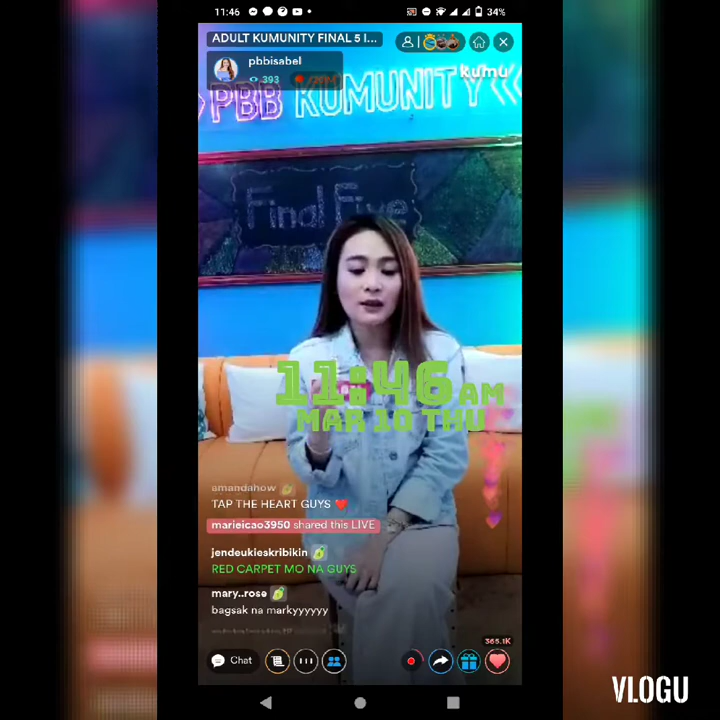 11:46
34%
ADULT KUMUNITY FINAL 5 I...
pbbisabel
393
kumu
PBB KUMUNITY
Final Five
11:46 AM
MAR 10 THU
amandahow
TAP THE HEART GUYS
marieicao3950 shared this LIVE
jendeukieskribikin
RED CARPET MO NA GUYS
mary..rose
bagsak na markyyyyyy
365.1K
Chat
VLOGU